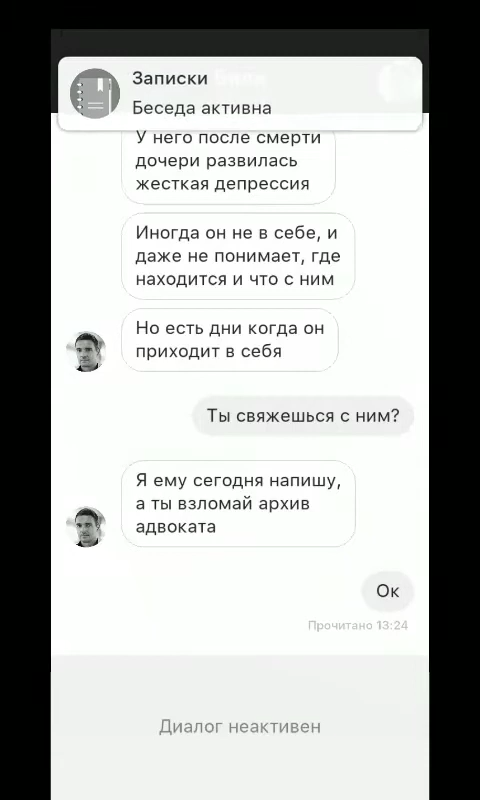 Записки
Беседа активна
У него после смерти
дочери развилась
жесткая депрессия
Иногда он не в себе, и
даже не понимает, где
находится и что с ним
Но есть дни когда он
приходит в себя
Ты свяжешься с ним?
Я ему сегодня напишу,
а ты взломай архив
адвоката
Ок
Прочитано 13:24
Диалог неактивен